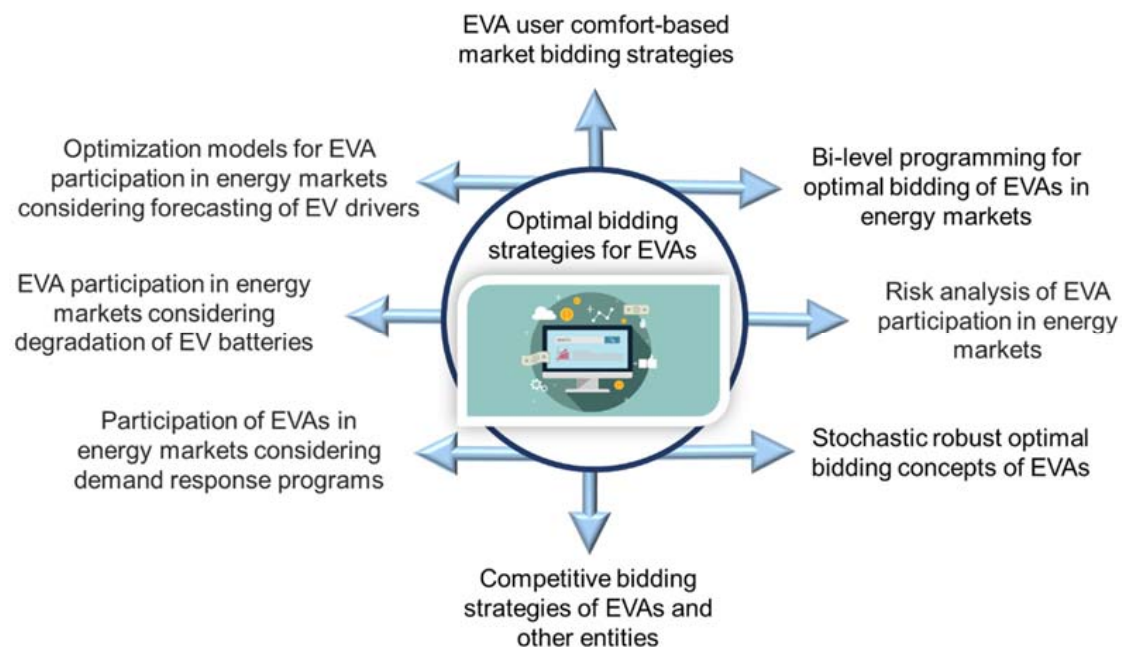 EVA user comfort-based
market bidding strategies
Optimization models for EVA
participation in energy markets
considering forecasting of EV drivers
Bi-level programming for
optimal bidding of EVAs in
energy markets
Optimal bidding
strategies for EVAs
EVA participation in energy
markets considering
degradation of EV batteries
Risk analysis of EVA
participation in energy
markets
Participation of EVAs in
energy markets considering
demand response programs
Stochastic robust optimal
bidding concepts of EVAs
Competitive bidding
strategies of EVAs and
other entities